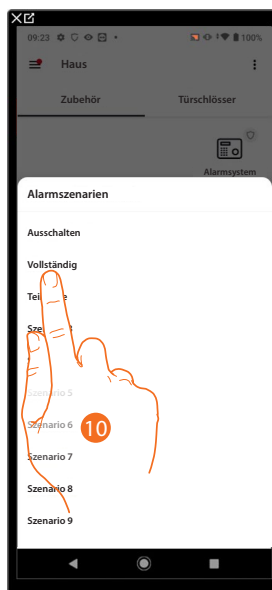 09:23 100%
Haus
Zubehör Türschlösser
Alarmsystem
Alarmszenarien
Ausschalten
Vollständig
Szenario 5
Szenario 6
10
Szenario 7
Szenario 8
Szenario 9